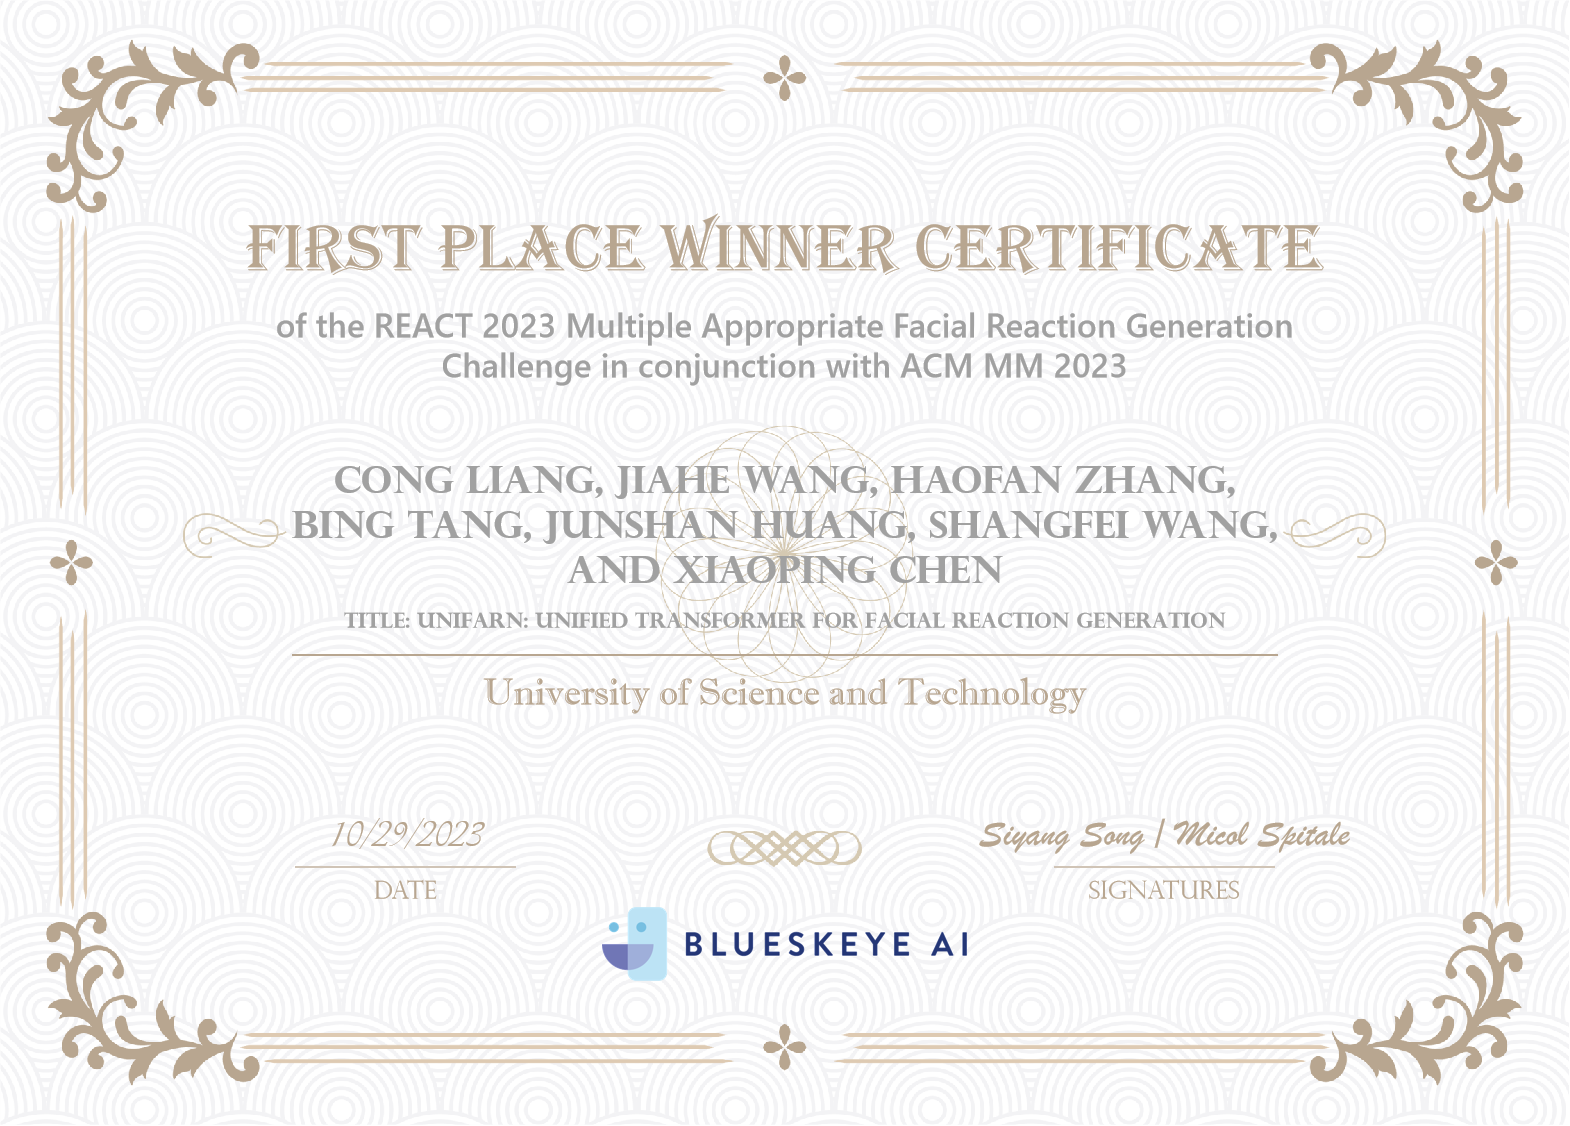 FIRST PLACE WINNER CERTIFICATE
of the REACT 2023 Multiple Appropriate Facial Reaction Generation
Challenge in conjunction with ACM MM 2023
CONG LIANG, JIAHE WANG, HAOFAN ZHANG,
BING TANG, JUNSHAN HUANG, SHANGFEI WANG,
AND XIAOPING CHEN
TITLE: UNIFARN: UNIFIED TRANSFORMER FOR FACIAL REACTION GENERATION
University of Science and Technology
10/29/2023
Siyang Song / Micol Spitale
DATE
SIGNATURES
BLUESKEYE AI